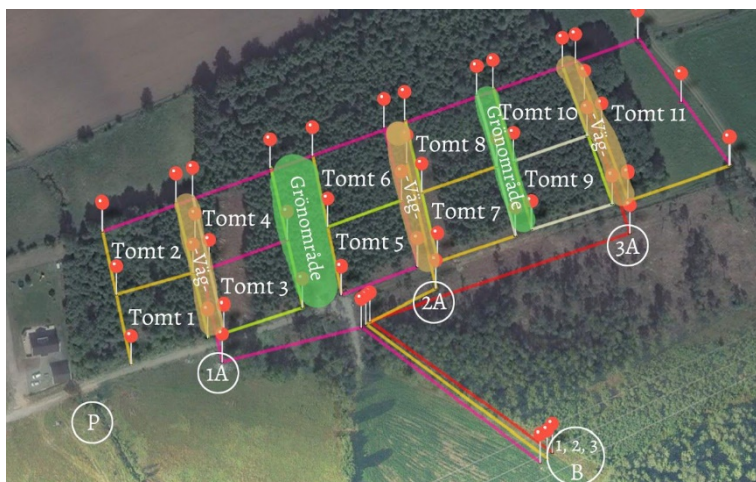 Tomt 10
Tomt 11
-Väg-
Tomt 8
Grönområde
Tomt 9
Tomt 6
-Väg-
Tomt 7
Grönområde
Tomt 4
Tomt 5
Tomt 2
-Väg-
Tomt 3
Tomt 1
3A
2A
1A
P
1, 2, 3
B